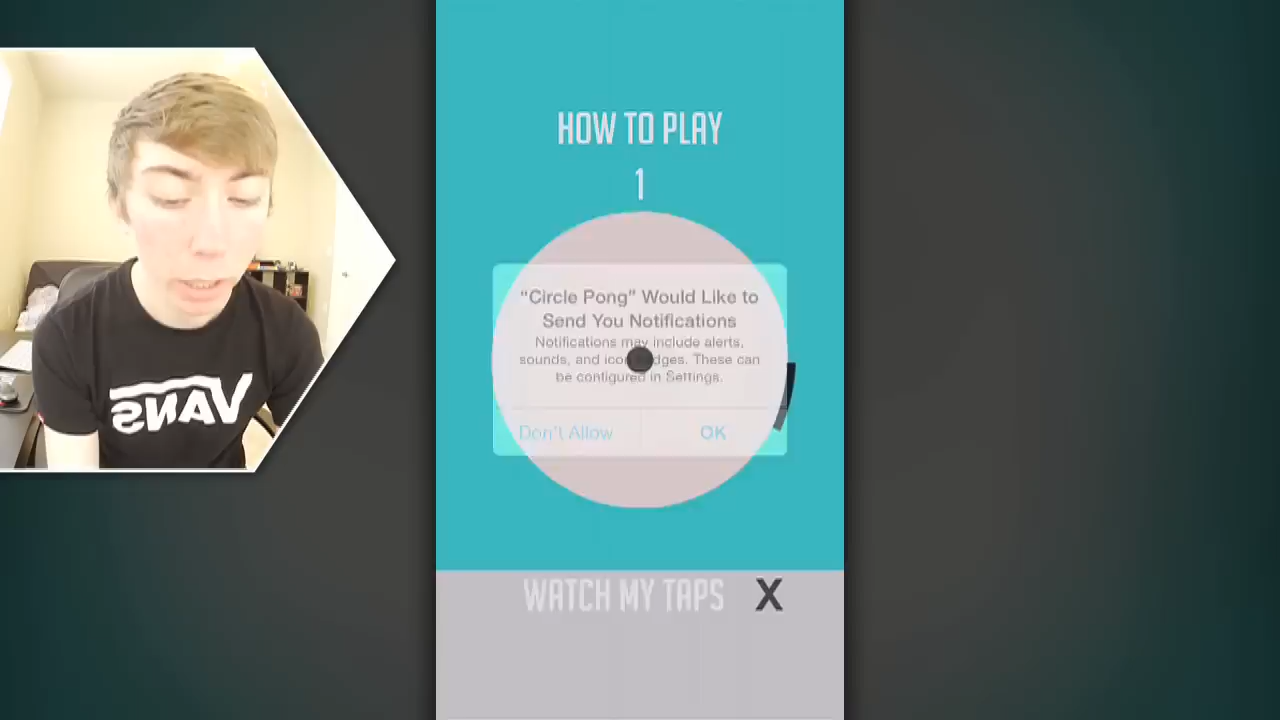 HOW TO PLAY
1
"Circle Pong" Would Like to
Send You Notifications
Notifications may include alerts,
sounds, and icon badges. These can
be configured in Settings.
Don't Allow
OK
WATCH MY TAPS
X
VANS